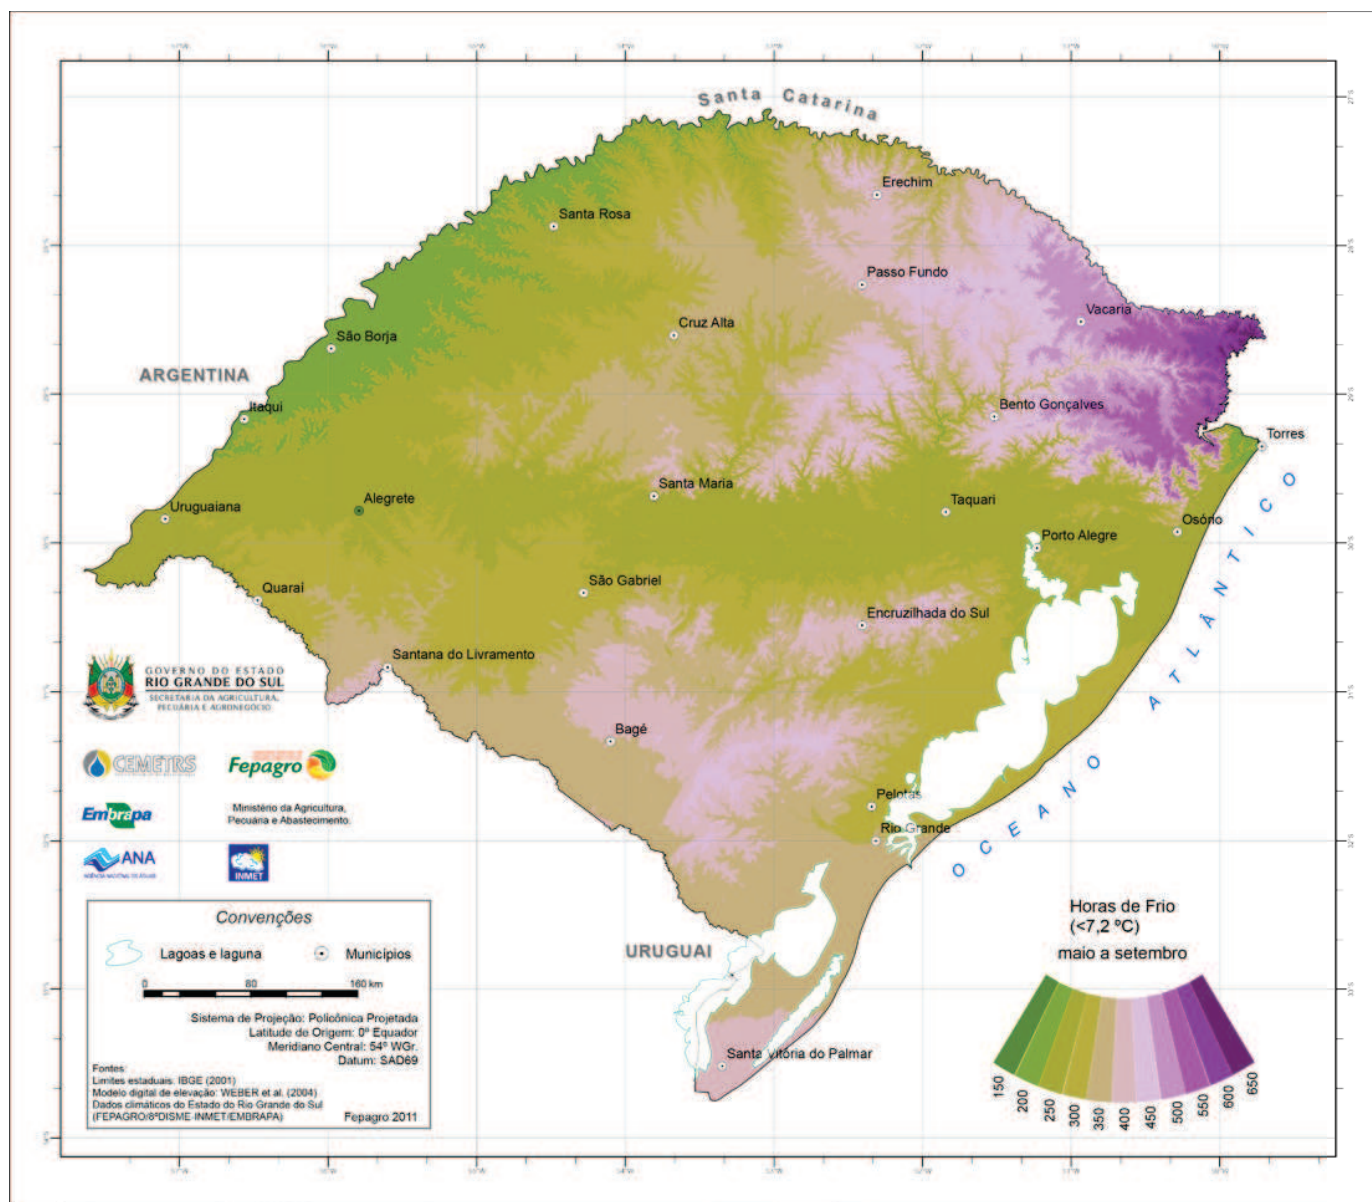 Santa Catarina
Erechim
Santa Rosa
Passo Fundo
Vacaria
Cruz Alta
São Borja
ARGENTINA
Itaqui
Bento Gonçalves
Torres
Santa Maria
Alegrete
Uruguaiana
Taquari
Osório
Porto Alegre
São Gabriel
Quaraí
Encruzilhada do Sul
Santana do Livramento
OCEANO ATLÂNTICO
Bagé
Pelotas
Rio Grande
URUGUAI
Santa Vitória do Palmar
GOVERNO DO ESTADO
RIO GRANDE DO SUL
SECRETARIA DA AGRICULTURA,
PECUÁRIA E AGRONEGÓCIO
CEMETRS
Fepagro
Embrapa
Ministério da Agricultura,
Pecuária e Abastecimento.
ANA
INMET
Convenções
Lagoas e laguna
Municípios
0 80 160 km
Sistema de Projeção: Policônica Projetada
Latitude de Origem: 0º Equador
Meridiano Central: 54º WGr.
Datum: SAD69
Fontes:
Limites estaduais: IBGE (2001)
Modelo digital de elevação: WEBER et al. (2004)
Dados climáticos do Estado do Rio Grande do Sul
(FEPAGRO/8ºDISME-INMET/EMBRAPA)
Fepagro 2011
Horas de Frio
(<7,2 ºC)
maio a setembro
150
200
250
300
350
400
450
500
550
600
650